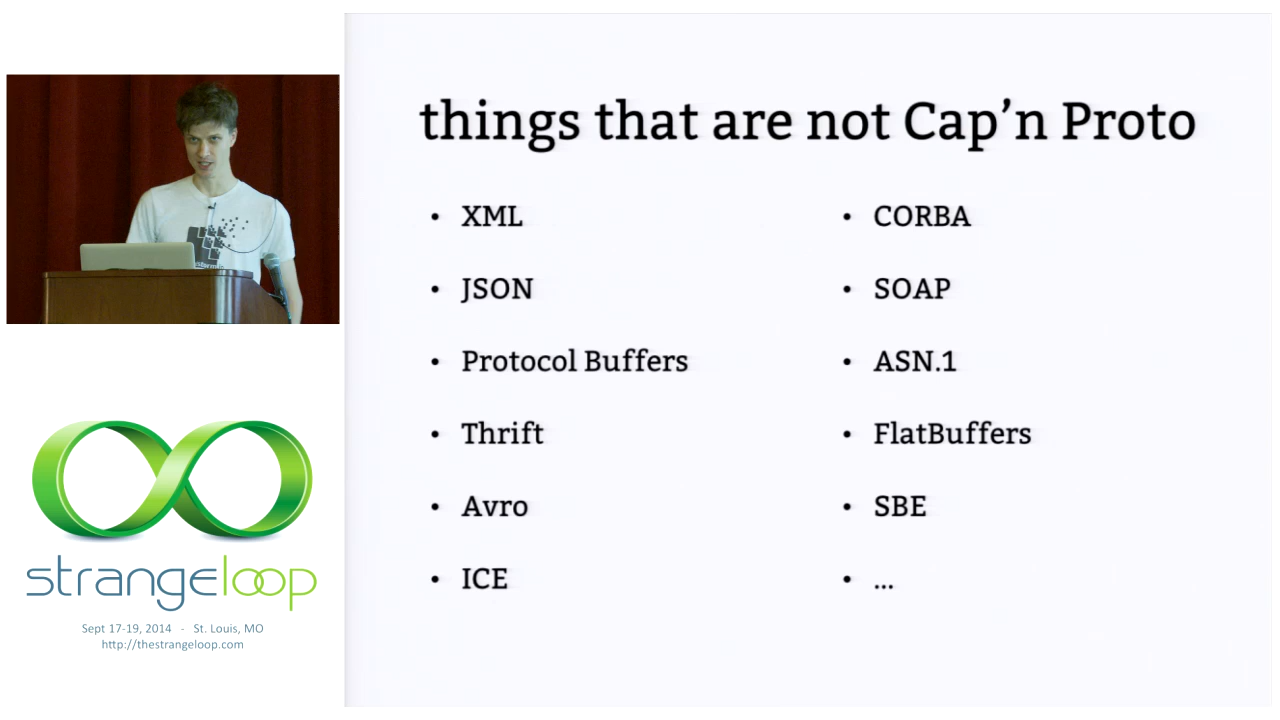 things that are not Cap'n Proto
• XML
• JSON
• Protocol Buffers
• Thrift
• Avro
• ICE
• CORBA
• SOAP
• ASN.1
• FlatBuffers
• SBE
• ...
strangeloop
Sept 17-19, 2014 - St. Louis, MO
http://thestrangeloop.com